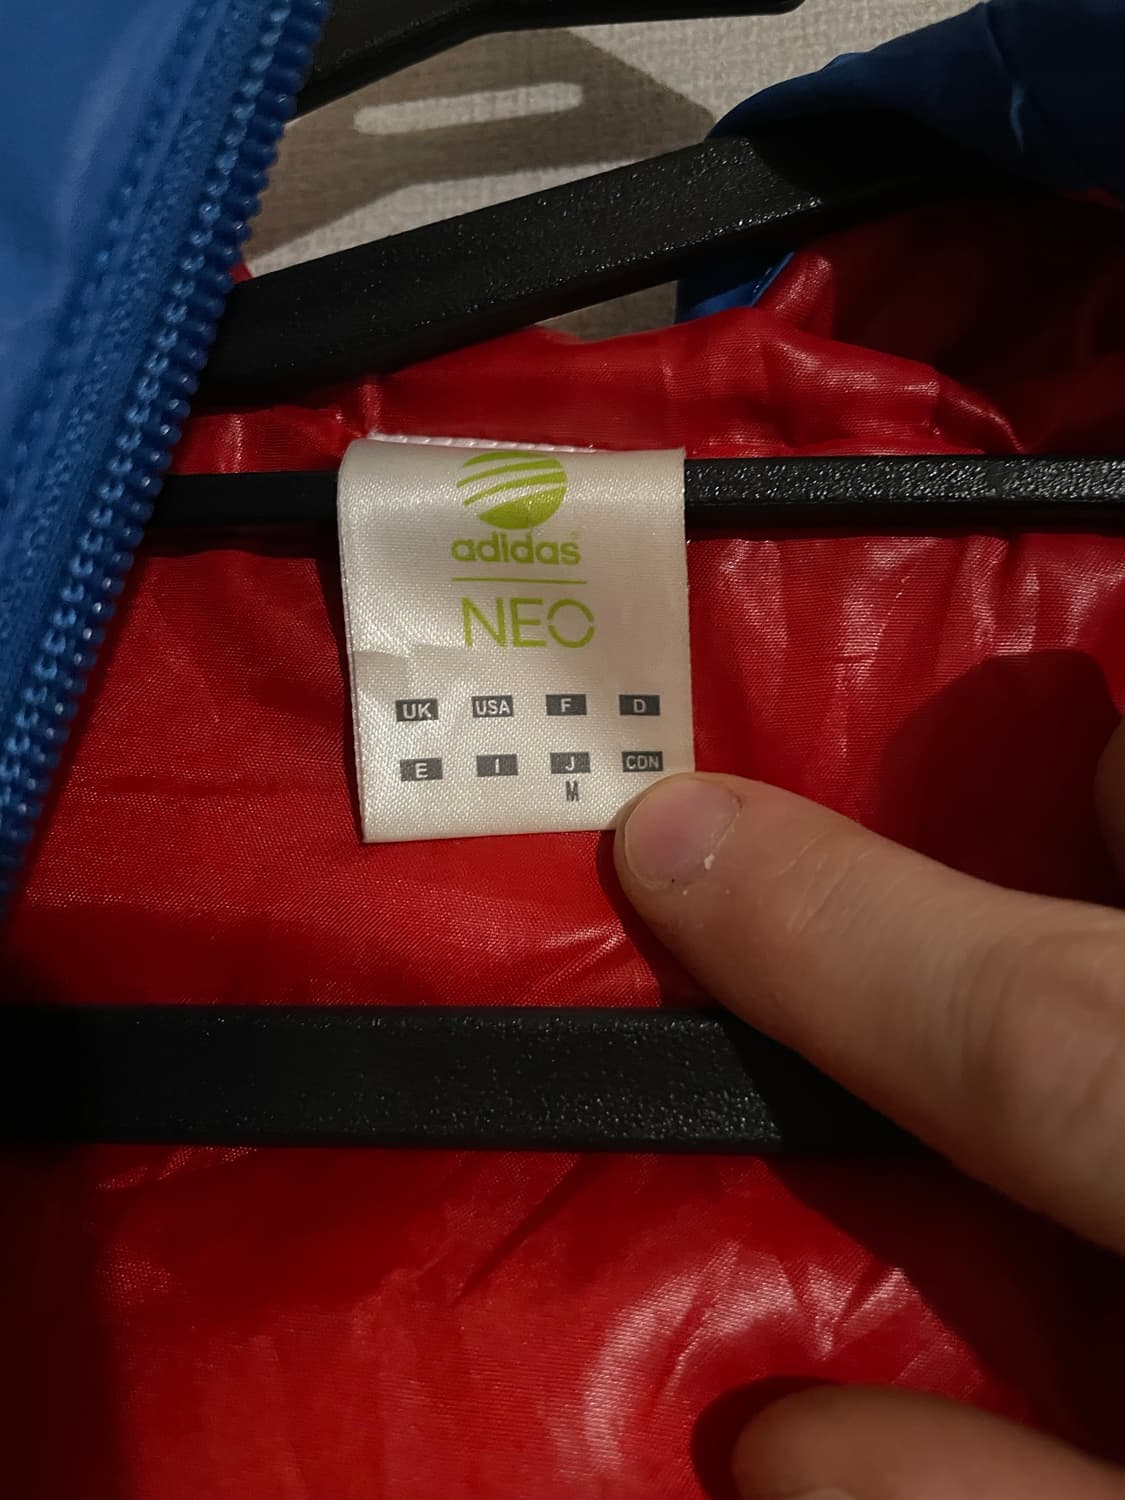 adidas
NEO
UK USA F D
E I J CDN
M